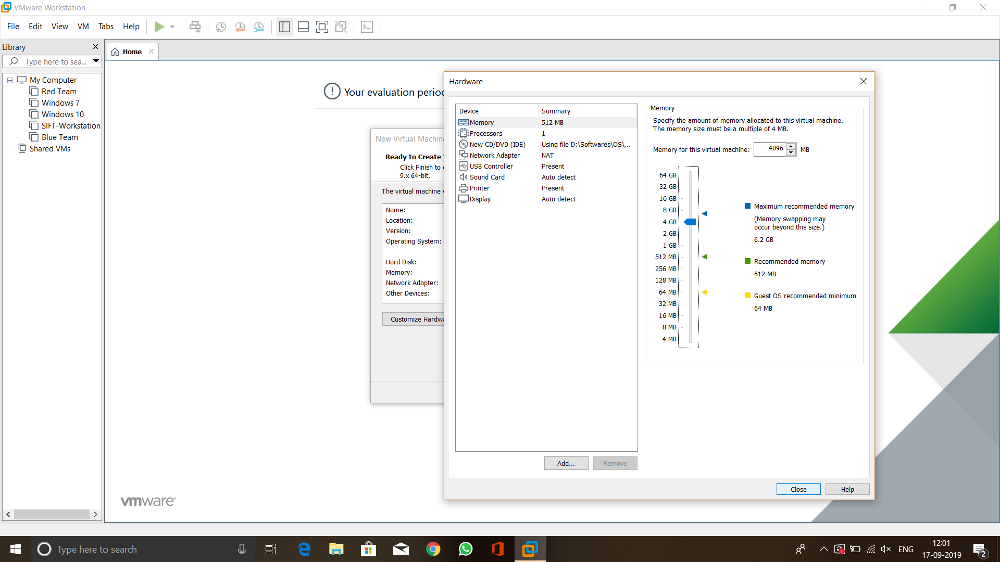 VMware Workstation
File Edit View VM Tabs Help
Library
Type here to sea...
Home
My Computer
Red Team
Windows 7
Windows 10
SIFT-Workstation
Blue Team
Shared VMs
Your evaluation perio
New Virtual Machin
Ready to Create
Click Finish to
9.x 64-bit.
The virtual machine
Name:
Location:
Version:
Operating System:
Hard Disk:
Memory:
Network Adapter:
Other Devices:
Customize Hardw
vmware
Hardware
Device Summary
Memory 512 MB
Processors 1
New CD/DVD (IDE) Using file D:\Softwares\OS\...
Network Adapter NAT
USB Controller Present
Sound Card Auto detect
Printer Present
Display Auto detect
Add... Remove
Memory
Specify the amount of memory allocated to this virtual machine.
The memory size must be a multiple of 4 MB.
Memory for this virtual machine: 4096 MB
64 GB
32 GB
16 GB
8 GB
4 GB
2 GB
1 GB
512 MB
256 MB
128 MB
64 MB
32 MB
16 MB
8 MB
4 MB
Maximum recommended memory
(Memory swapping may
occur beyond this size.)
6.2 GB
Recommended memory
512 MB
Guest OS recommended minimum
64 MB
Close Help
Type here to search
ENG
12:01
17-09-2019
2